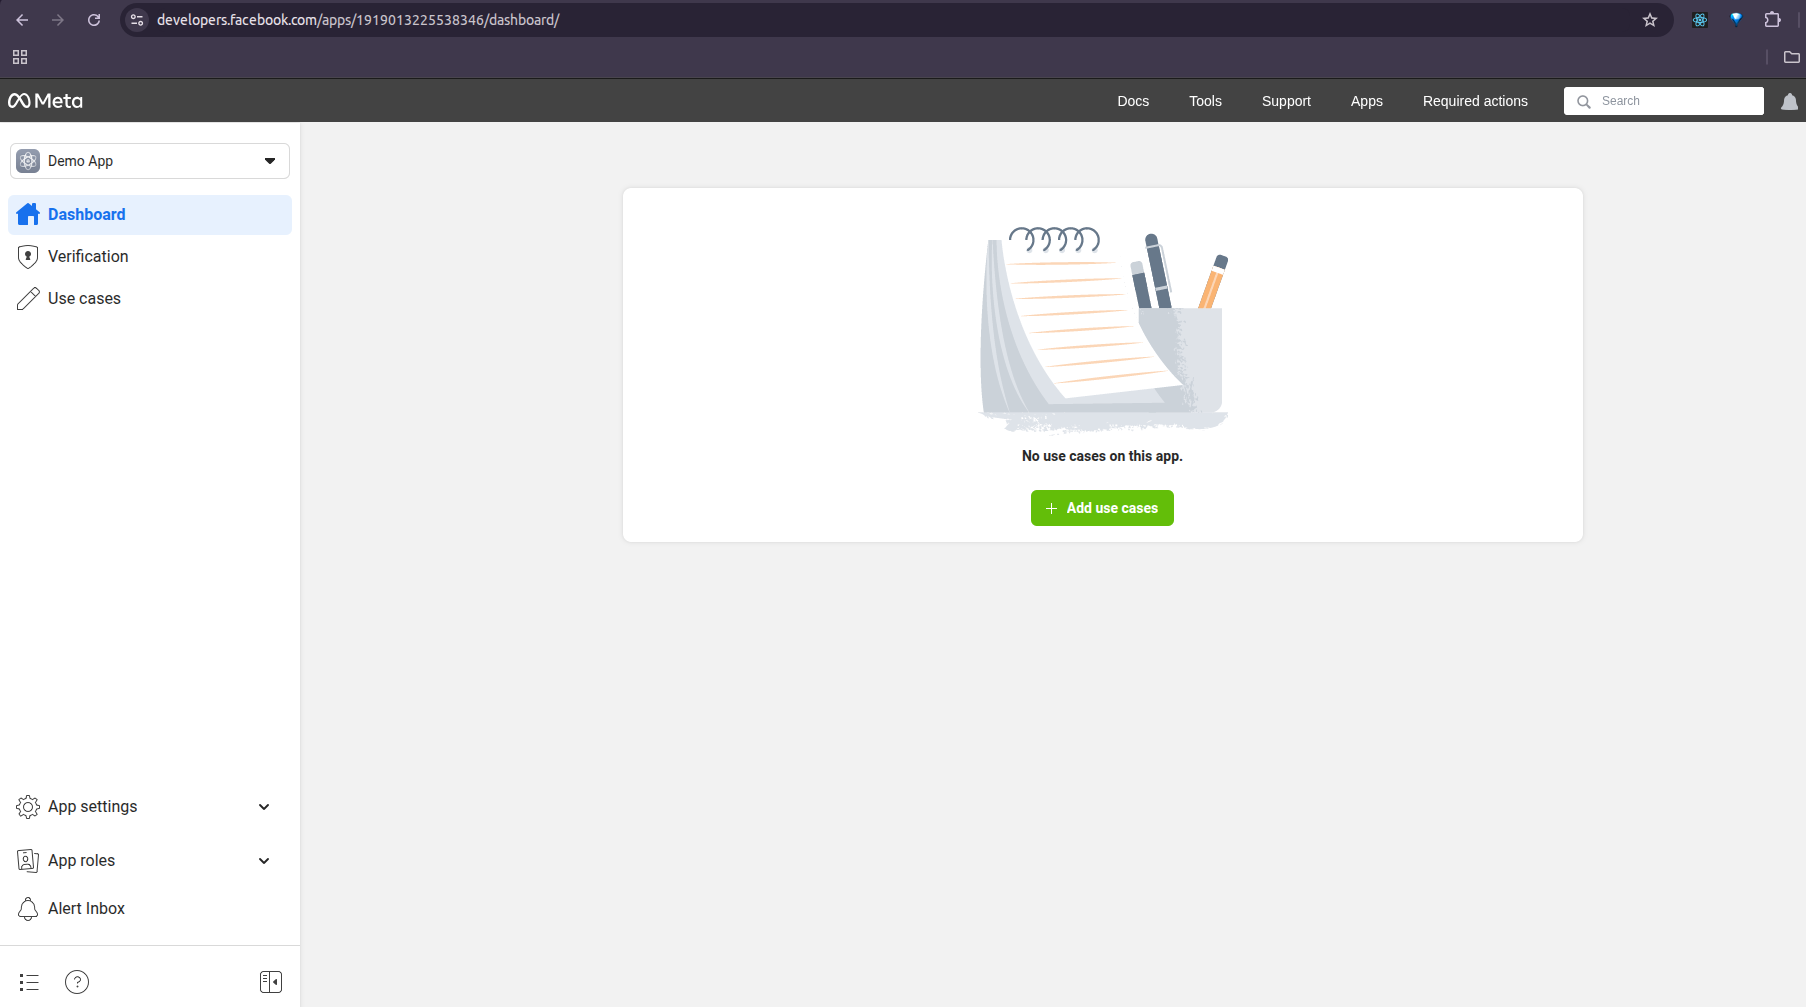 developers.facebook.com/apps/1919013225538346/dashboard/
Meta
Docs
Tools
Support
Apps
Required actions
Search
Demo App
Dashboard
Verification
Use cases
No use cases on this app.
+ Add use cases
App settings
App roles
Alert Inbox
?